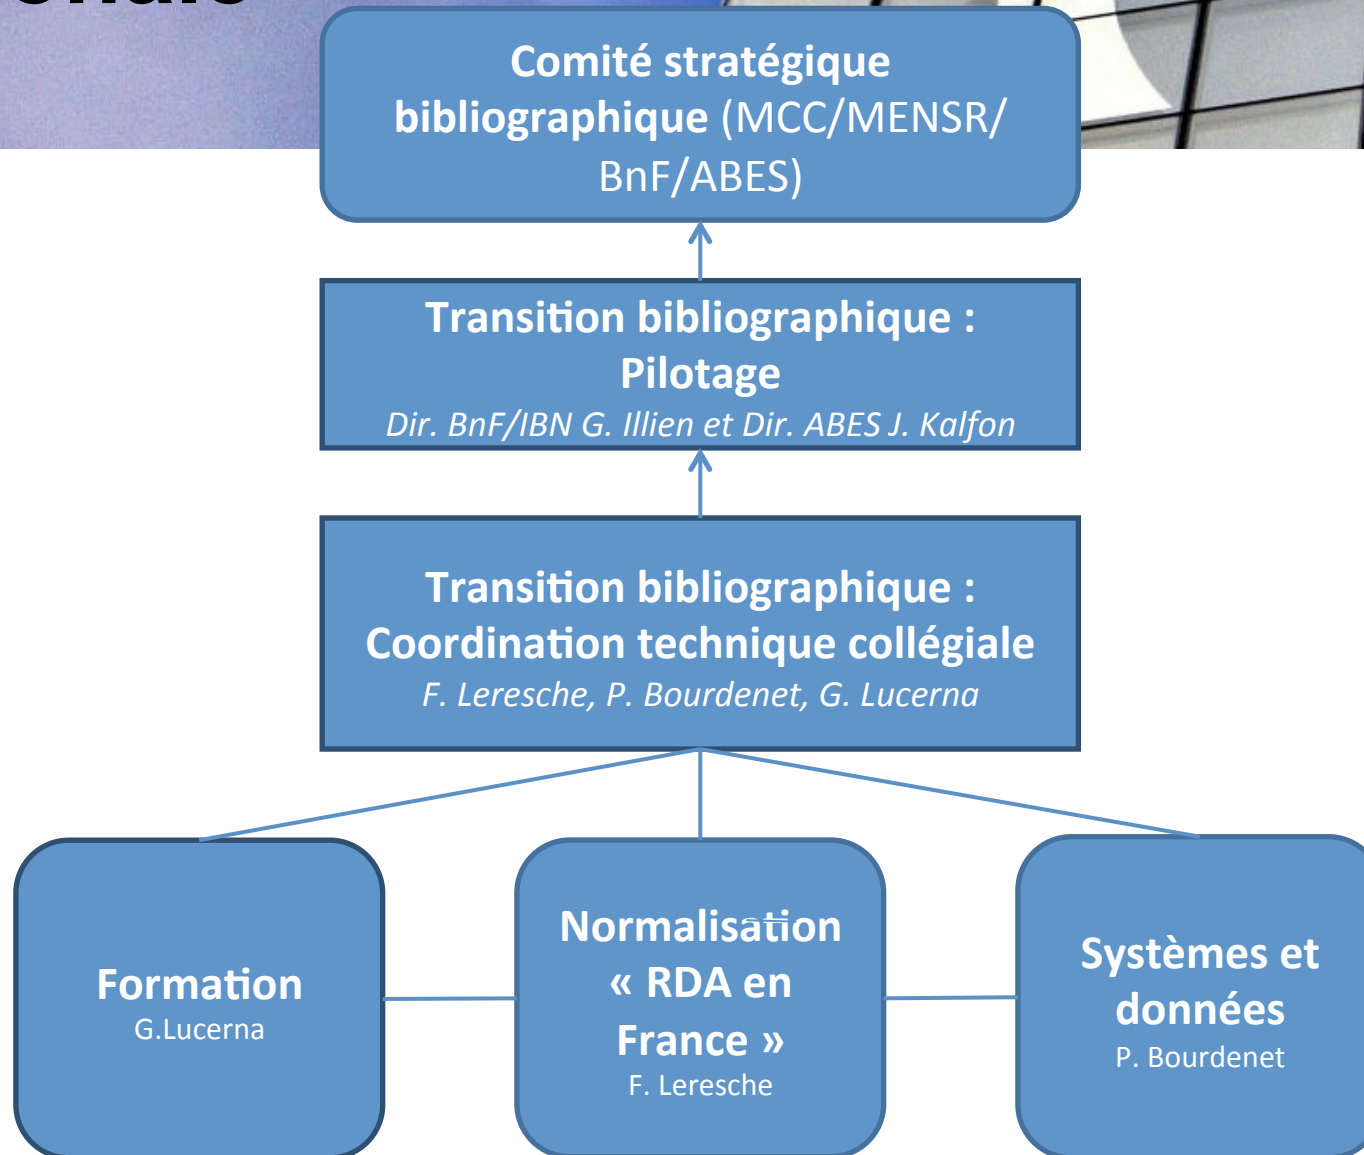 Comité stratégique
bibliographique (MCC/MENSR/
BnF/ABES)
Transition bibliographique :
Pilotage
Dir. BnF/IBN G. Illien et Dir. ABES J. Kalfon
Transition bibliographique :
Coordination technique collégiale
F. Leresche, P. Bourdenet, G. Lucerna
Formation
G.Lucerna
Normalisation
« RDA en
France »
F. Leresche
Systèmes et
données
P. Bourdenet